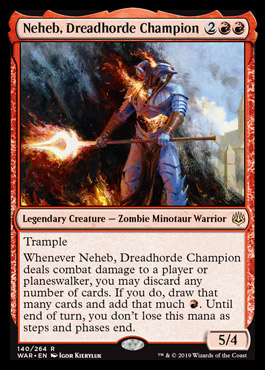 Neheb, Dreadhorde Champion 2
Legendary Creature — Zombie Minotaur Warrior
Trample
Whenever Neheb, Dreadhorde Champion
deals combat damage to a player or
planeswalker, you may discard any
number of cards. If you do, draw that
many cards and add that much . Until
end of turn, you don't lose this mana as
steps and phases end.
5/4
140/264 R
WAR • EN Igor Kieryluk
™ & © 2019 Wizards of the Coast